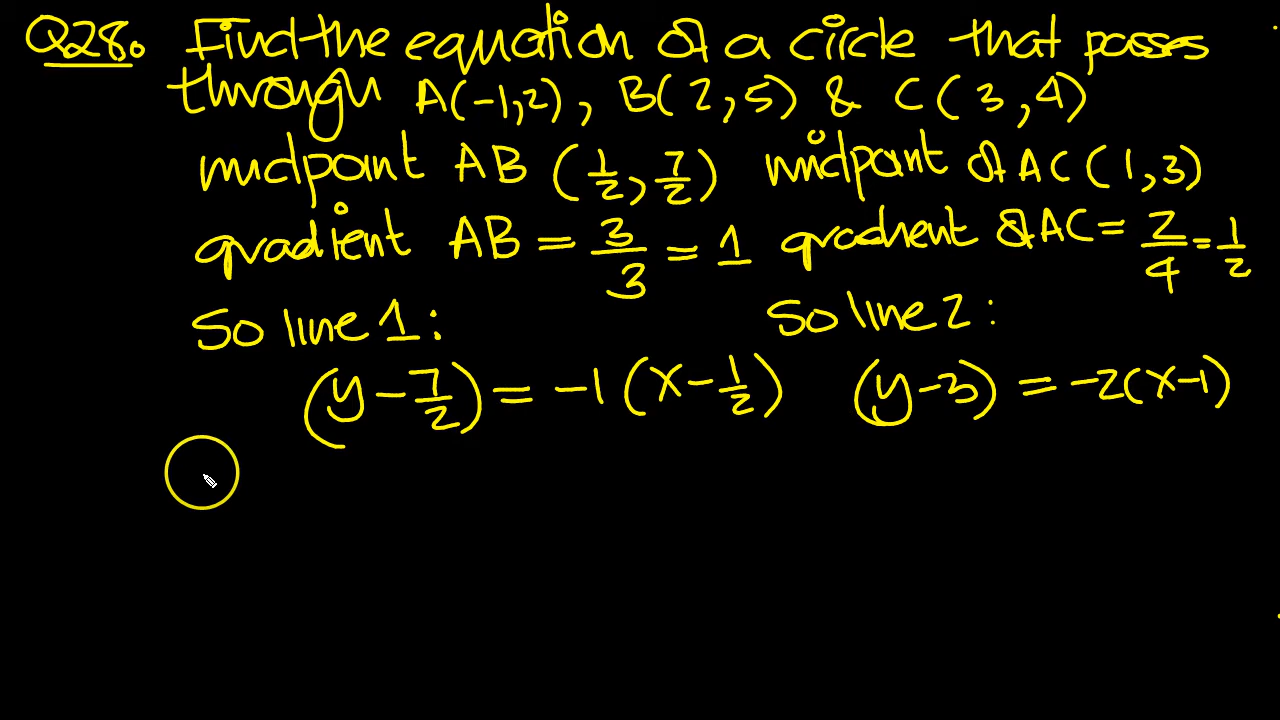 Q28. Find the equation of a circle that passes
through A(-1,2), B(2,5) & C(3,4)
midpoint AB (1/2, 7/2) midpoint of AC (1,3)
gradient AB = 3/3 = 1 gradient of AC = 2/4 = 1/2
So line 1: So line 2:
(y - 7/2) = -1(x - 1/2) (y-3) = -2(x-1)